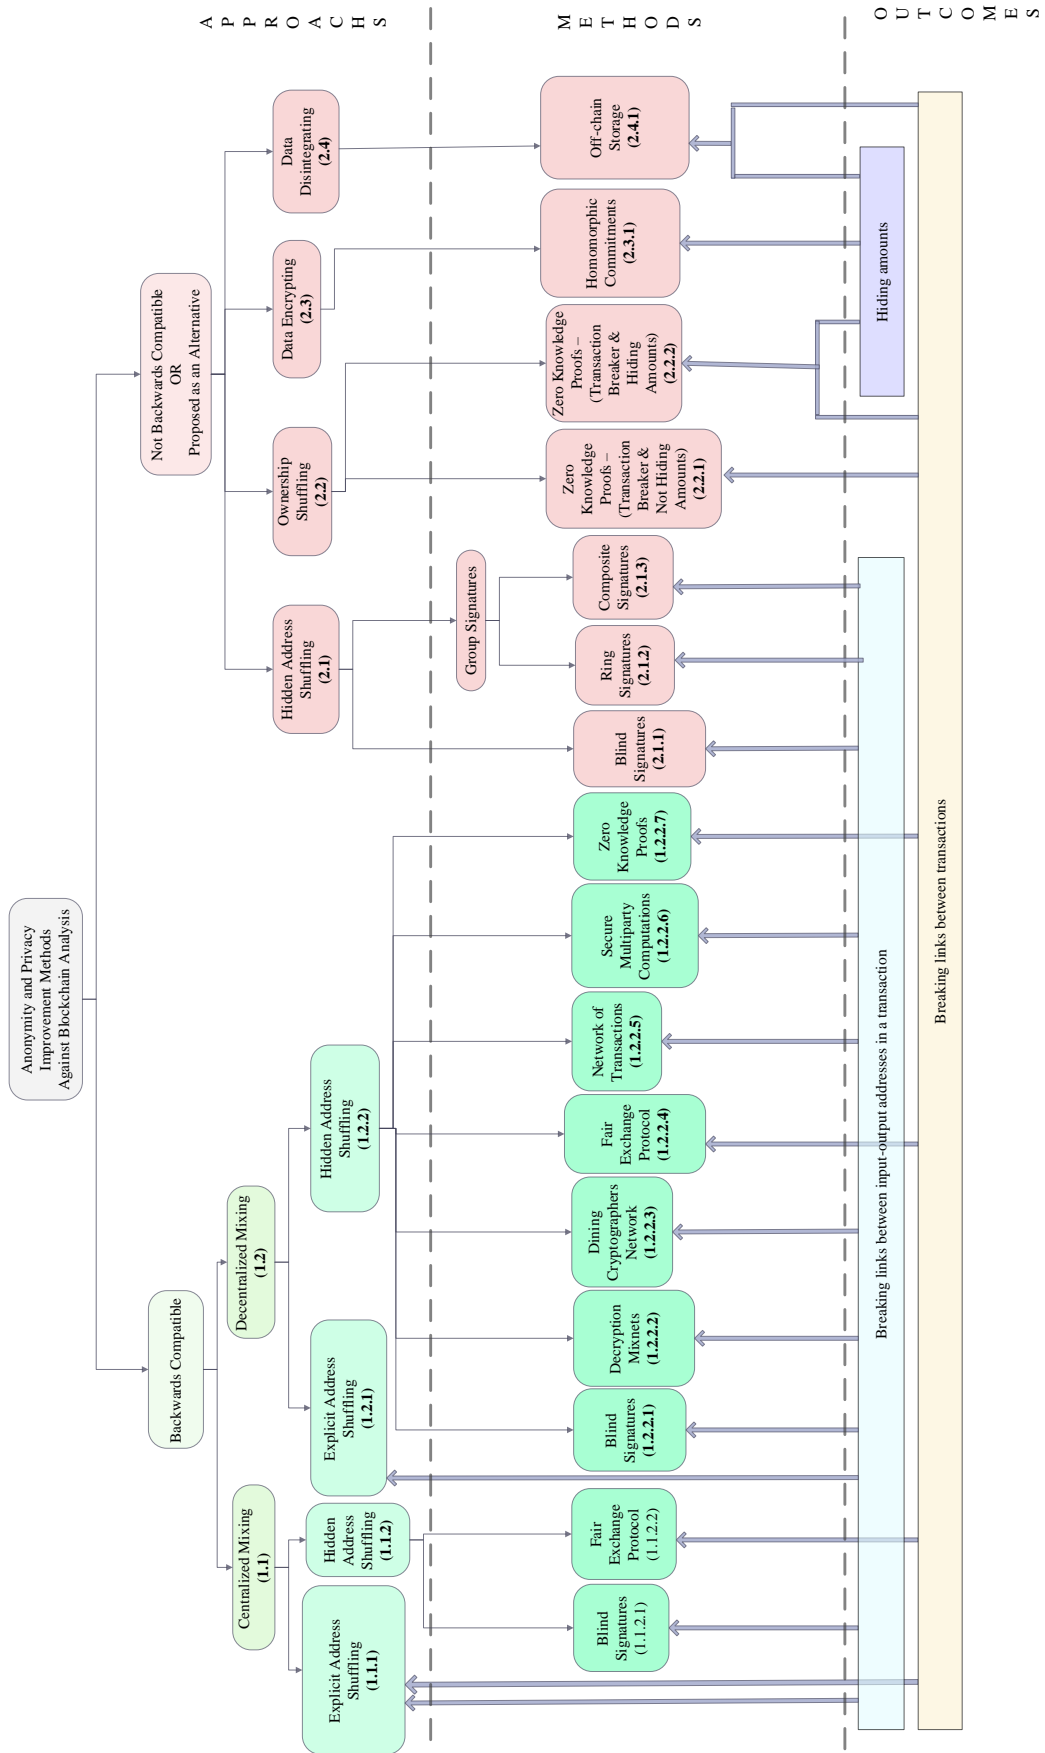 Anonymity and Privacy
Improvement Methods
Against Blockchain Analysis
Backwards Compatible
Not Backwards Compatible
OR
Proposed as an Alternative
APPROACHS
Centralized Mixing
(1.1)
Decentralized Mixing
(1.2)
Explicit Address
Shuffling
(1.1.1)
Hidden
Address
Shuffling
(1.1.2)
Explicit Address
Shuffling
(1.2.1)
Hidden Address
Shuffling
(1.2.2)
Hidden Address
Shuffling
(2.1)
Ownership
Shuffling
(2.2)
Data Encrypting
(2.3)
Data
Disintegrating
(2.4)
METHODS
Group Signatures
Blind
Signatures
(1.1.2.1)
Fair
Exchange
Protocol
(1.1.2.2)
Blind
Signatures
(1.2.2.1)
Decryption
Mixnets
(1.2.2.2)
Dining
Cryptographers
Network
(1.2.2.3)
Fair
Exchange
Protocol
(1.2.2.4)
Network of
Transactions
(1.2.2.5)
Secure
Multiparty
Computations
(1.2.2.6)
Zero
Knowledge
Proofs
(1.2.2.7)
Blind
Signatures
(2.1.1)
Ring
Signatures
(2.1.2)
Composite
Signatures
(2.1.3)
Zero
Knowledge
Proofs –
(Transaction
Breaker &
Not Hiding
Amounts)
(2.2.1)
Zero Knowledge
Proofs –
(Transaction
Breaker &
Hiding
Amounts)
(2.2.2)
Homomorphic
Commitments
(2.3.1)
Off-chain
Storage
(2.4.1)
OUTCOMES
Breaking links between input-output addresses in a transaction
Hiding amounts
Breaking links between transactions